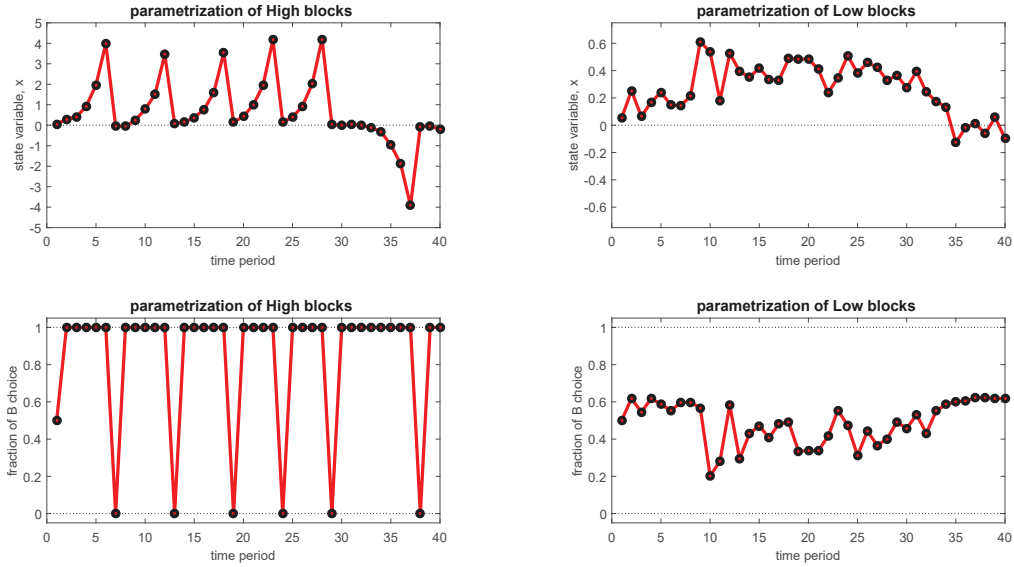 parametrization of High blocks
5
4
3
2
1
0
-1
-2
-3
-4
-5
state variable, x
0 5 10 15 20 25 30 35 40
time period
parametrization of Low blocks
0.6
0.4
0.2
0
-0.2
-0.4
-0.6
state variable, x
0 5 10 15 20 25 30 35 40
time period
parametrization of High blocks
1
0.8
0.6
0.4
0.2
0
fraction of B choice
0 5 10 15 20 25 30 35 40
time period
parametrization of Low blocks
1
0.8
0.6
0.4
0.2
0
fraction of B choice
0 5 10 15 20 25 30 35 40
time period